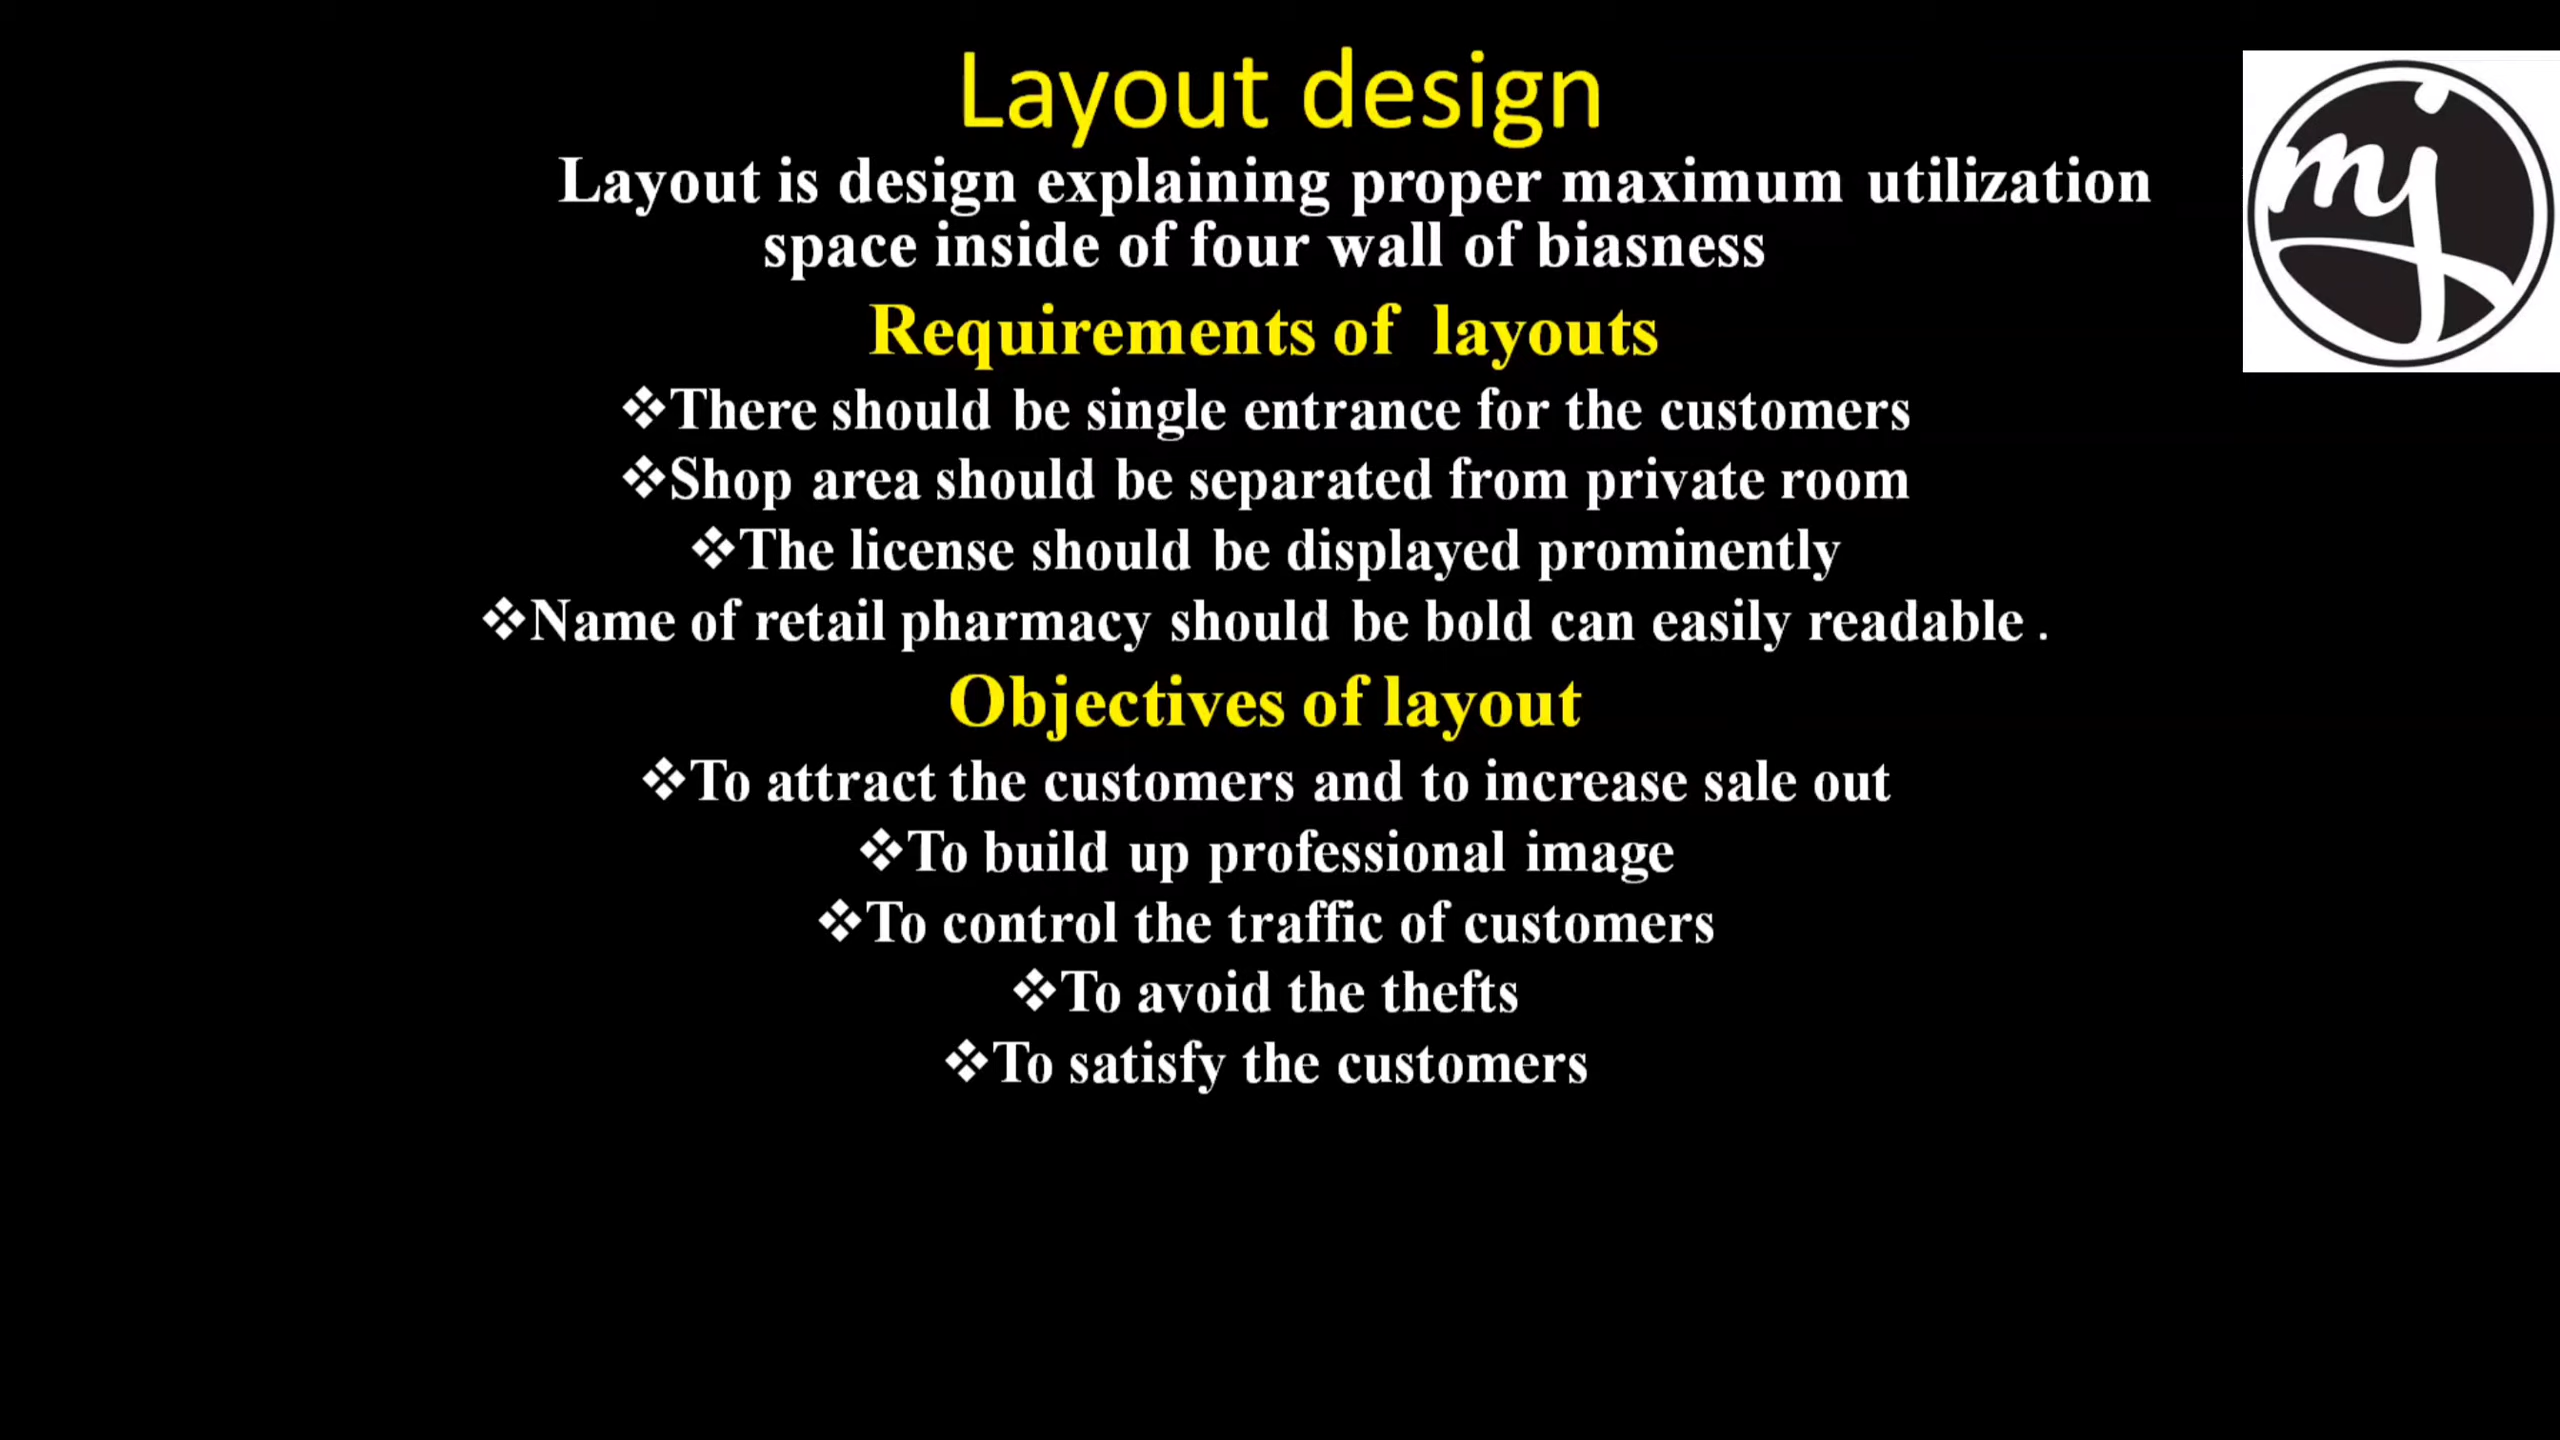 Layout design
Layout is design explaining proper maximum utilization
space inside of four wall of biasness
Requirements of layouts
❖There should be single entrance for the customers
❖Shop area should be separated from private room
❖The license should be displayed prominently
❖Name of retail pharmacy should be bold can easily readable .
Objectives of layout
❖To attract the customers and to increase sale out
❖To build up professional image
❖To control the traffic of customers
❖To avoid the thefts
❖To satisfy the customers
mj